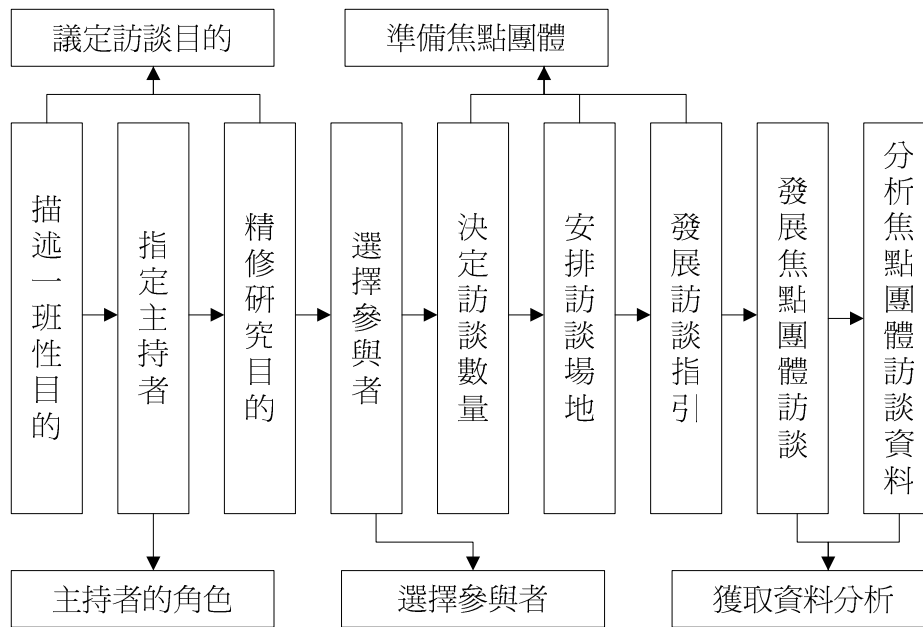 議定訪談目的
準備焦點團體
描述一班性目的
指定主持者
精修研究目的
選擇參與者
決定訪談數量
安排訪談場地
發展訪談指引
發展焦點團體訪談
分析焦點團體訪談資料
主持者的角色
選擇參與者
獲取資料分析